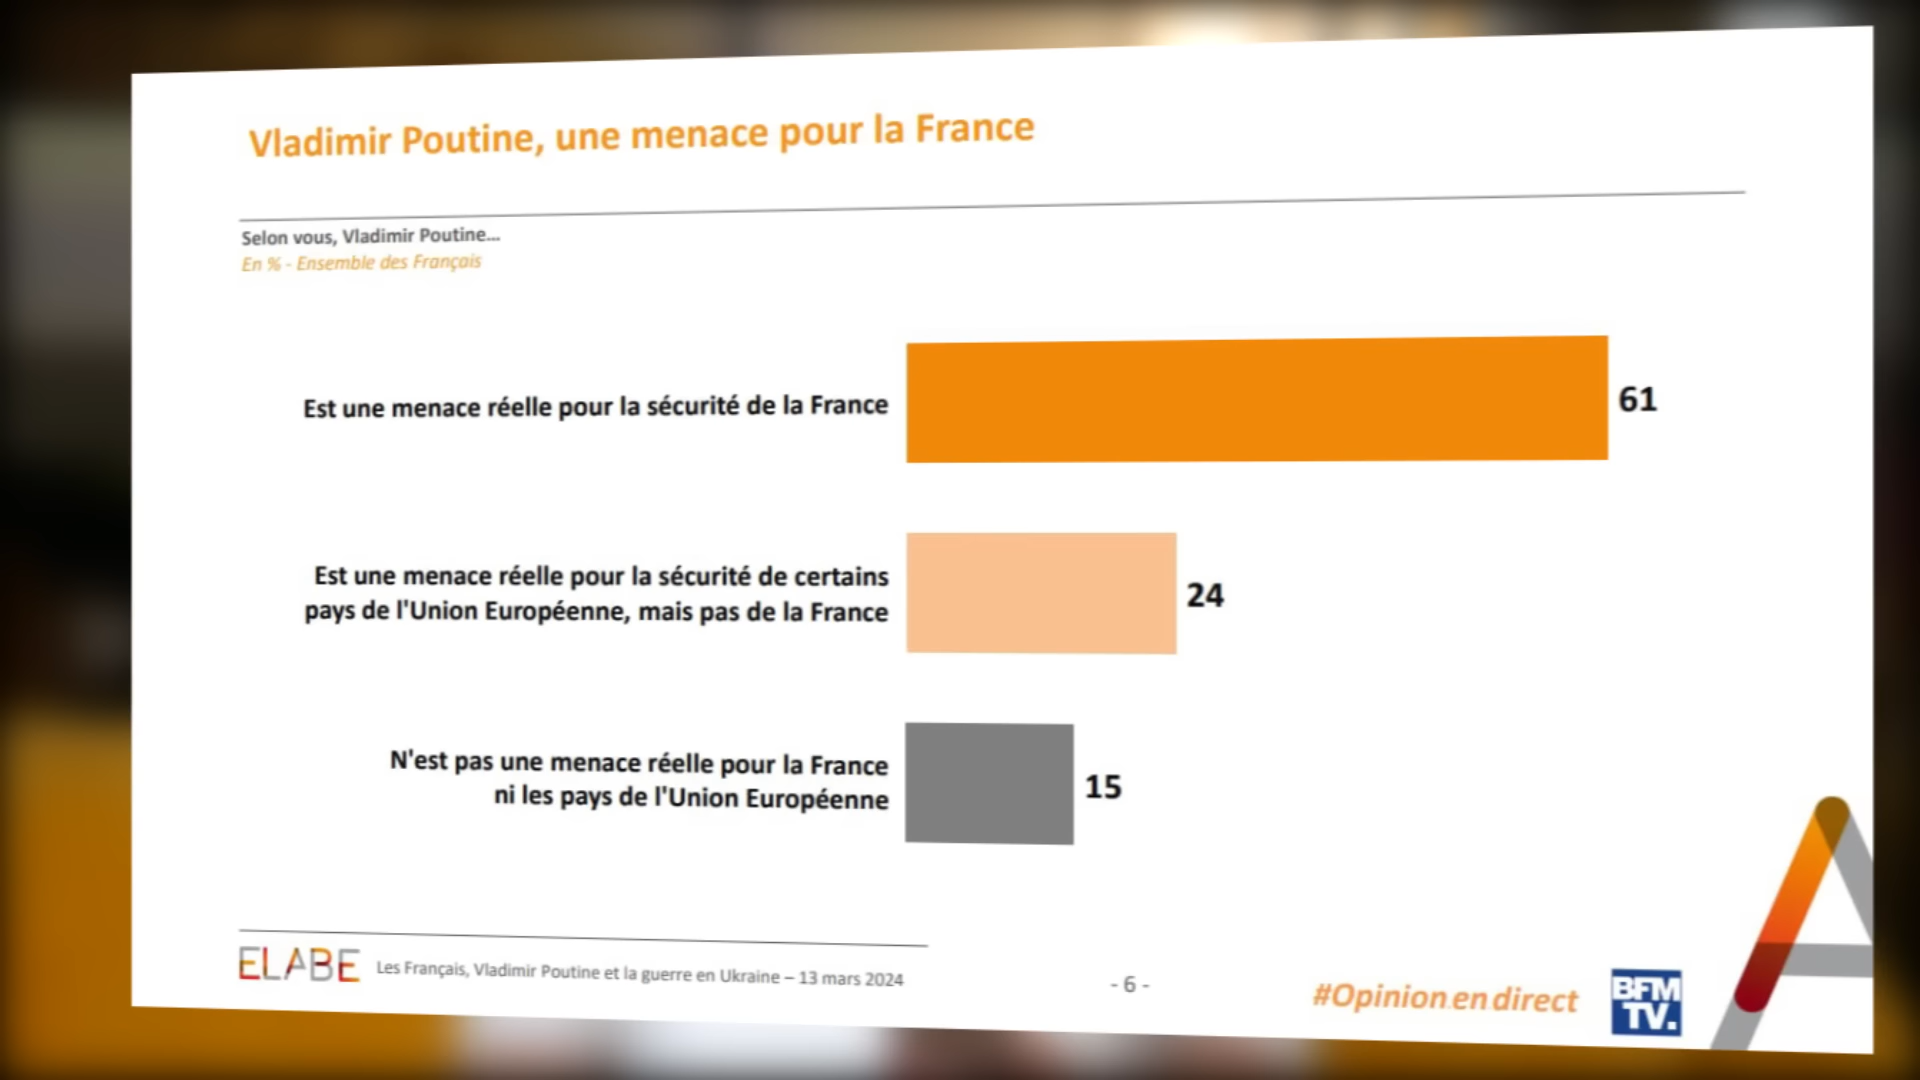 Vladimir Poutine, une menace pour la France
Selon vous, Vladimir Poutine...
En % - Ensemble des Français
Est une menace réelle pour la sécurité de la France
61
Est une menace réelle pour la sécurité de certains
pays de l'Union Européenne, mais pas de la France
24
N'est pas une menace réelle pour la France
ni les pays de l'Union Européenne
15
ELABE
Les Français, Vladimir Poutine et la guerre en Ukraine – 13 mars 2024
- 6 -
#Opinion.en direct
BFM
TV.